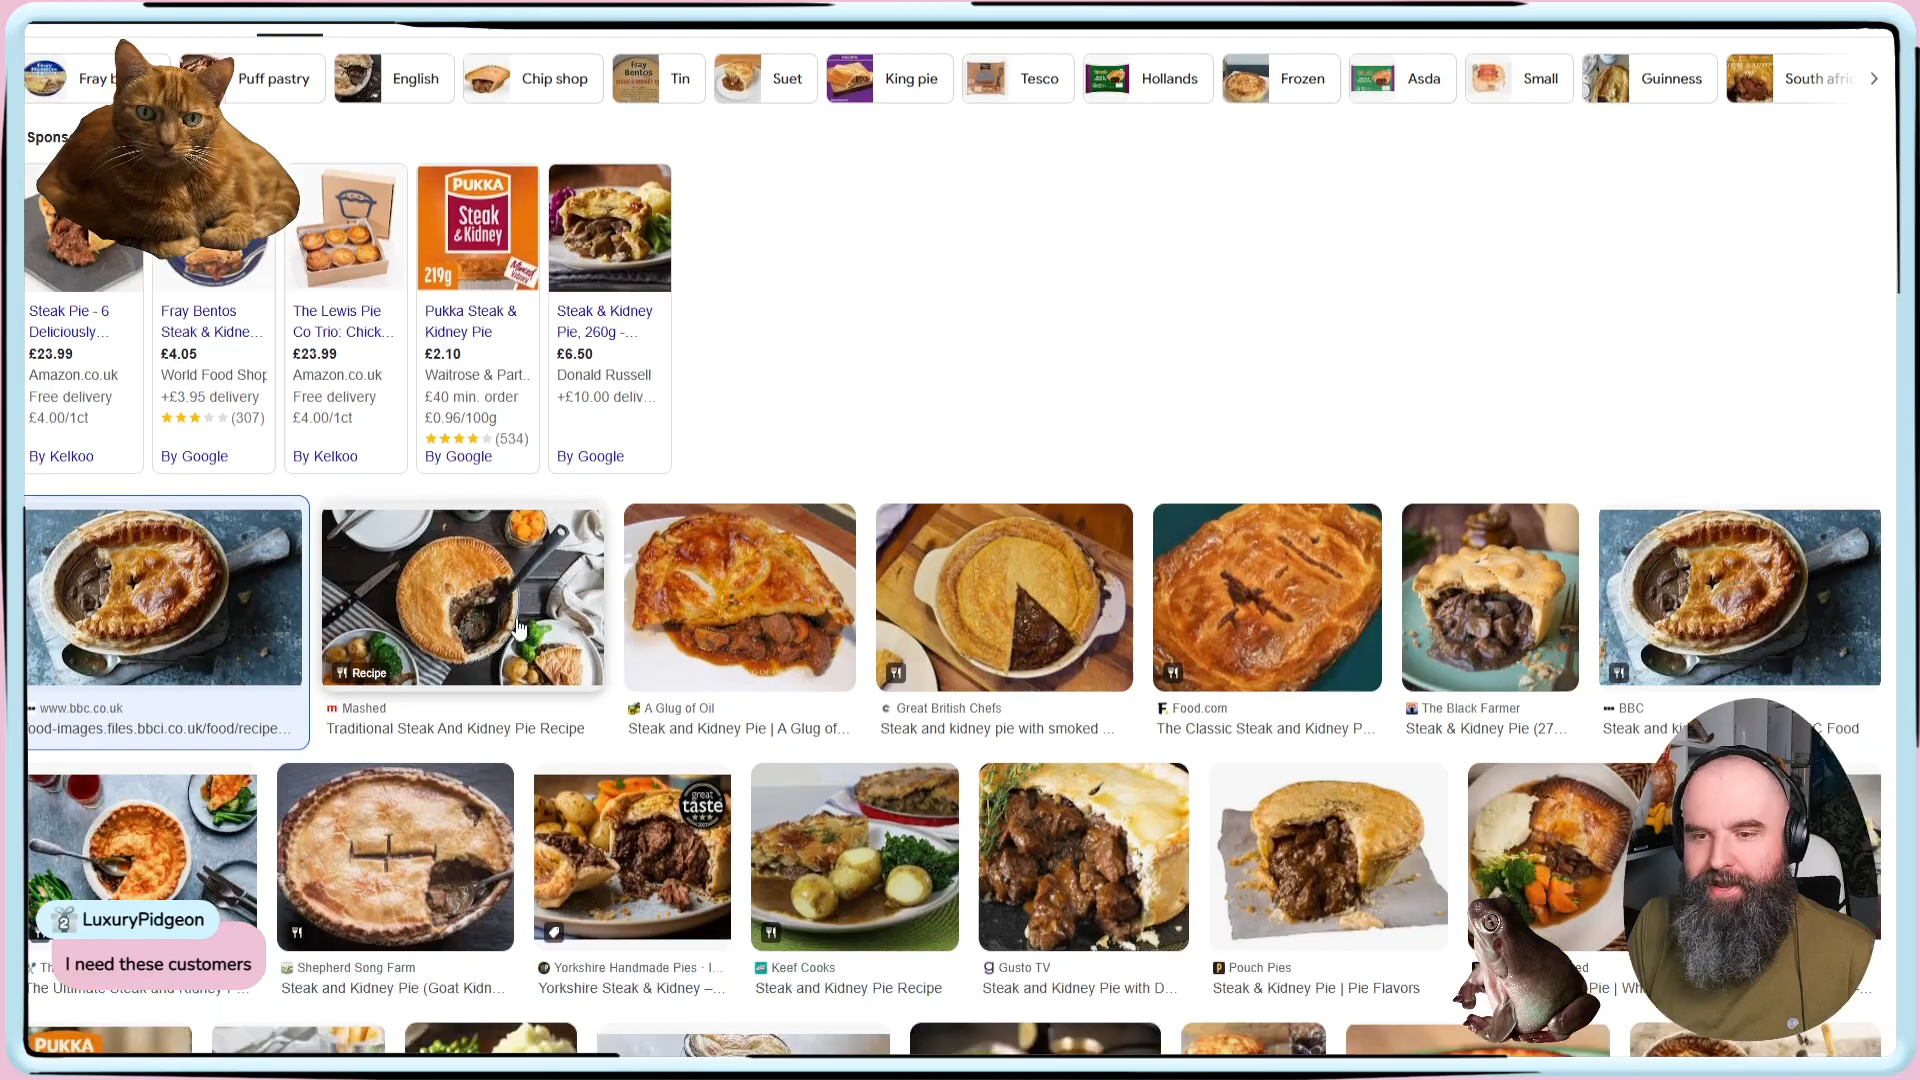 Fray b
Puff pastry
English
Chip shop
Tin
Suet
King pie
Tesco
Hollands
Frozen
Asda
Small
Guinness
South afric
Spons
PUKKA
Steak
& Kidney
219g
Minced
Kidney
Steak Pie - 6
Deliciously...
£23.99
Amazon.co.uk
Free delivery
£4.00/1ct
By Kelkoo
Fray Bentos
Steak & Kidne...
£4.05
World Food Shop
+£3.95 delivery
(307)
By Google
The Lewis Pie
Co Trio: Chick...
£23.99
Amazon.co.uk
Free delivery
£4.00/1ct
By Kelkoo
Pukka Steak &
Kidney Pie
£2.10
Waitrose & Part...
£40 min. order
£0.96/100g
(534)
By Google
Steak & Kidney
Pie, 260g -...
£6.50
Donald Russell
+£10.00 deliv...
By Google
www.bbc.co.uk
ood-images.files.bbci.co.uk/food/recipe...
Recipe
Mashed
Traditional Steak And Kidney Pie Recipe
A Glug of Oil
Steak and Kidney Pie | A Glug of...
Great British Chefs
Steak and kidney pie with smoked ...
Food.com
The Classic Steak and Kidney P...
The Black Farmer
Steak & Kidney Pie (27...
BBC
Steak and ki
C Food
great
taste
LuxuryPidgeon
I need these customers
Th
The Ultimate Steak and Kidney P...
Shepherd Song Farm
Steak and Kidney Pie (Goat Kidn...
Yorkshire Handmade Pies · I...
Yorkshire Steak & Kidney –...
Keef Cooks
Steak and Kidney Pie Recipe
Gusto TV
Steak and Kidney Pie with D...
Pouch Pies
Steak & Kidney Pie | Pie Flavors
ed
Pie | Wh
PUKKA